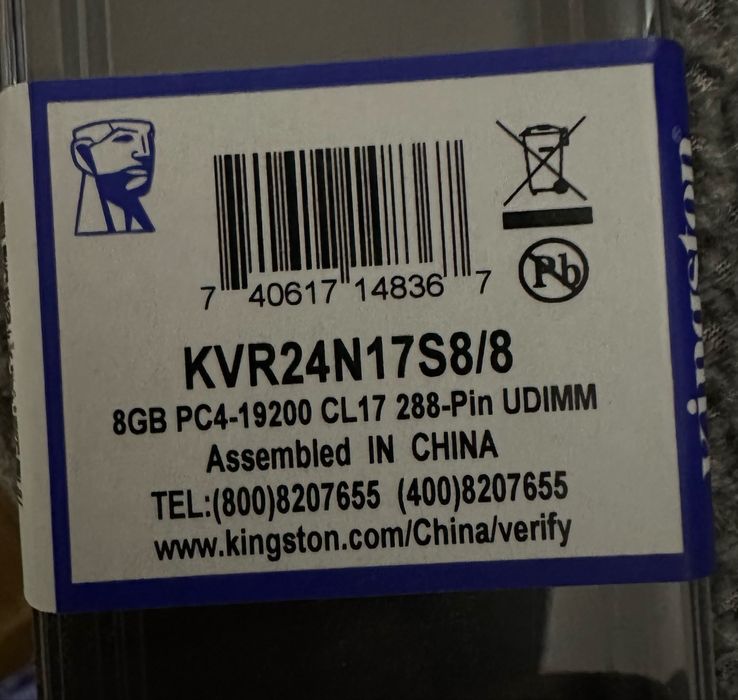 7 40617 14836 7
Pb
KVR24N17S8/8
8GB PC4-19200 CL17 288-Pin UDIMM
Assembled IN CHINA
TEL:(800)8207655 (400)8207655
www.kingston.com/China/verify
Kingston